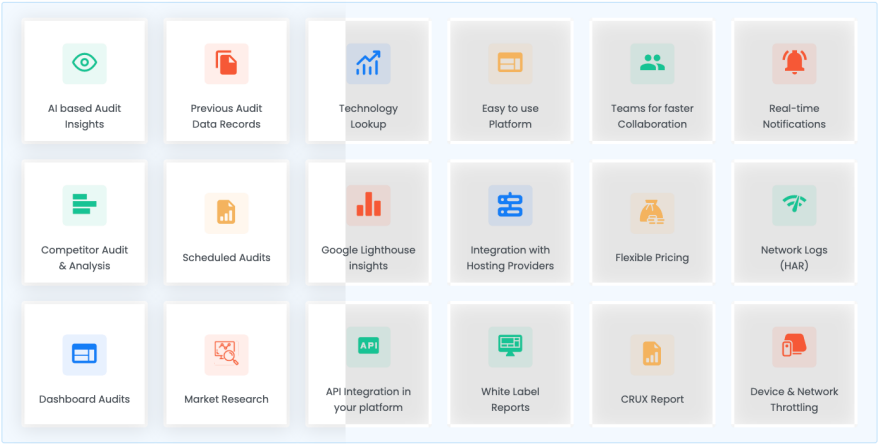 AI based Audit
Insights
Previous Audit
Data Records
Technology
Lookup
Easy to use
Platform
Teams for faster
Collaboration
Real-time
Notifications
Competitor Audit
& Analysis
Scheduled Audits
Google Lighthouse
insights
Integration with
Hosting Providers
Flexible Pricing
Network Logs
(HAR)
Dashboard Audits
Market Research
API
API Integration in
your platform
White Label
Reports
CRUX Report
Device & Network
Throttling